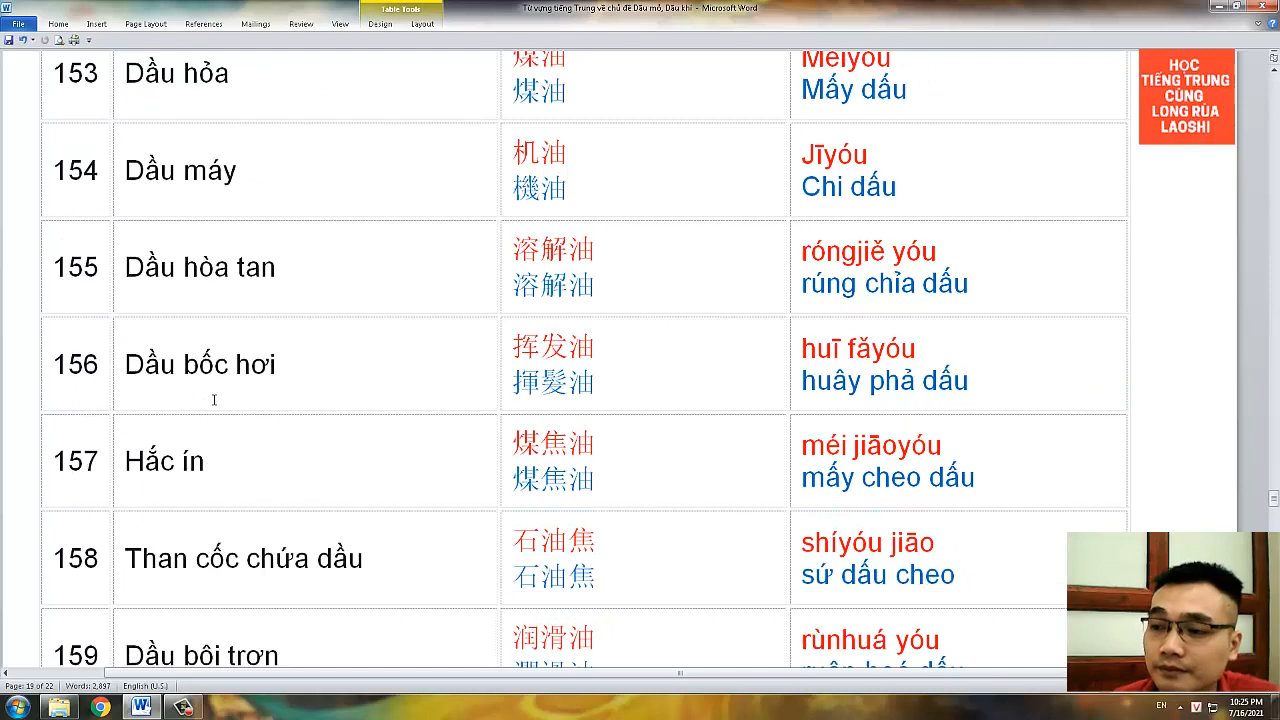 Table Tools
Từ vựng tiếng Trung về chủ đề Dầu mỏ, Dầu khí - Microsoft Word
File Home Insert Page Layout References Mailings Review View Design Layout
153 Dầu hỏa 煤油 Méiyóu
煤油 Mấy dấu
154 Dầu máy 机油 Jīyóu
機油 Chi dấu
155 Dầu hòa tan 溶解油 róngjiě yóu
溶解油 rúng chỉa dấu
156 Dầu bốc hơi 挥发油 huī fǎyóu
揮髮油 huây phả dấu
157 Hắc ín 煤焦油 méi jiāoyóu
煤焦油 mấy cheo dấu
158 Than cốc chứa dầu 石油焦 shíyóu jiāo
石油焦 sứ dấu cheo
159 Dầu bôi trơn 润滑油 rùnhuá yóu
HỌC
TIẾNG TRUNG
CÙNG
LONG RÙA
LAOSHI
Page: 19 of 22 Words: 2,897 English (U.S.)
EN 10:25 PM
7/16/2021